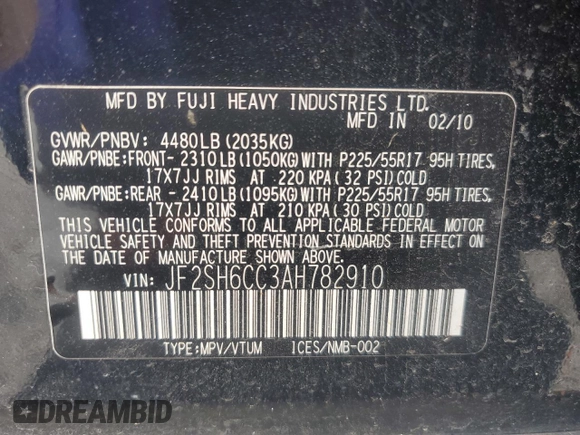 MFD BY FUJI HEAVY INDUSTRIES LTD.
MFD IN 02/10
GVWR/PNBV: 4480LB (2035KG)
GAWR/PNBE:FRONT- 2310LB (1050KG) WITH P225/55R17 95H TIRES,
17X7JJ RIMS AT 220 KPA ( 32 PSI) COLD
GAWR/PNBE:REAR - 2410LB (1095KG) WITH P225/55R17 95H TIRES,
17X7JJ RIMS AT 210 KPA (30 PSI) COLD
THIS VEHICLE CONFORMS TO ALL APPLICABLE FEDERAL MOTOR
VEHICLE SAFETY AND THEFT PREVENTION STANDARDS IN EFFECT ON
THE DATE OF MANUFACTURE SHOWN ABOVE.
VIN: JF2SH6CC3AH782910
TYPE:MPV/VTUM ICES/NMB-002
DREAMBID